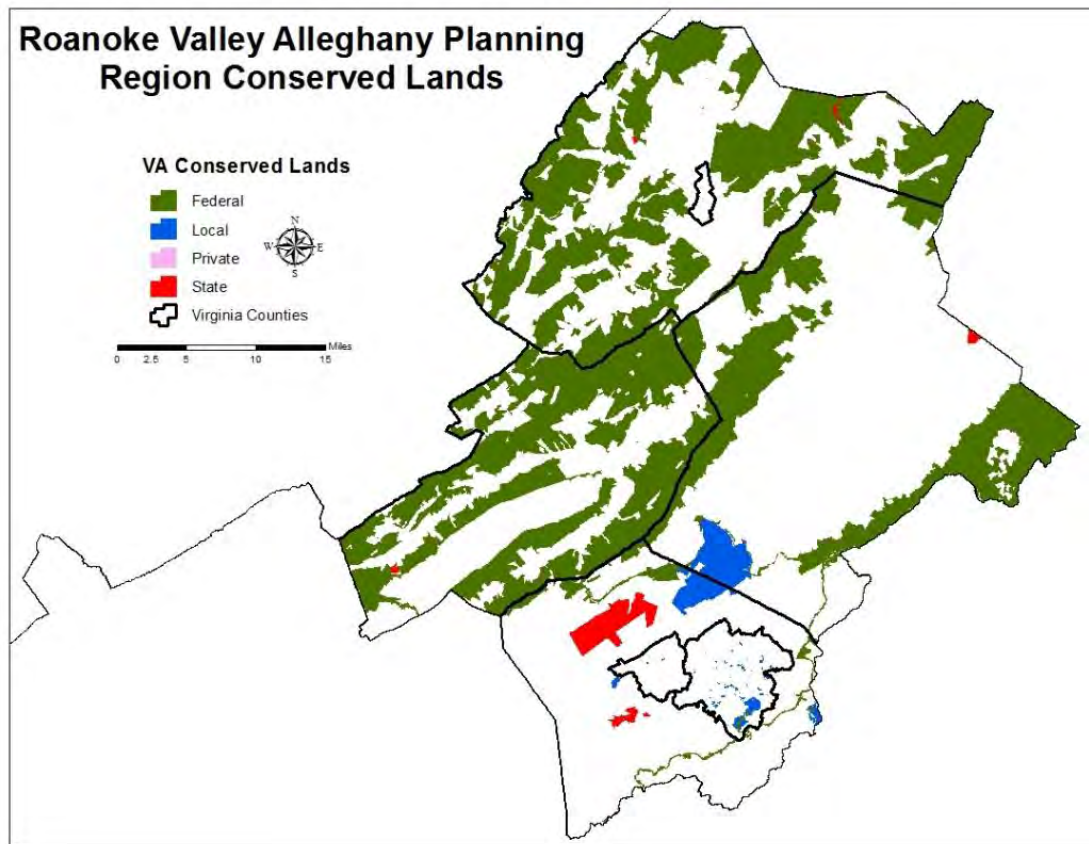 Roanoke Valley Alleghany Planning
Region Conserved Lands
VA Conserved Lands
Federal
Local
Private
State
Virginia Counties
N
W E
S
Miles
0 2.5 5 10 15